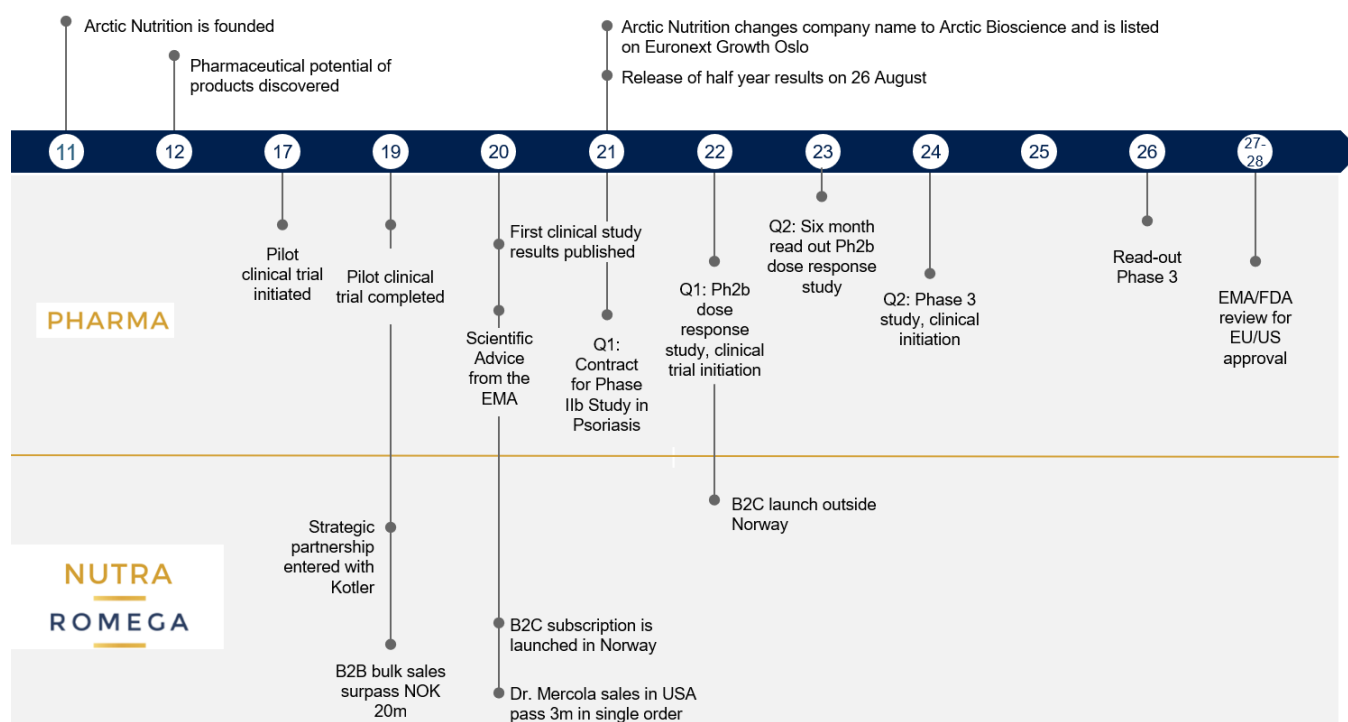 Arctic Nutrition is founded
Pharmaceutical potential of
products discovered
Arctic Nutrition changes company name to Arctic Bioscience and is listed
on Euronext Growth Oslo
Release of half year results on 26 August
11
12
17
19
20
21
22
23
24
25
26
27-
28
PHARMA
Pilot
clinical trial
initiated
Pilot clinical
trial completed
First clinical study
results published
Scientific
Advice
from the
EMA
Q1:
Contract
for Phase
IIb Study in
Psoriasis
Q1: Ph2b
dose
response
study, clinical
trial initiation
Q2: Six month
read out Ph2b
dose response
study
Q2: Phase 3
study, clinical
initiation
Read-out
Phase 3
EMA/FDA
review for
EU/US
approval
NUTRA
ROMEGA
Strategic
partnership
entered with
Kotler
B2B bulk sales
surpass NOK
20m
B2C subscription is
launched in Norway
Dr. Mercola sales in USA
pass 3m in single order
B2C launch outside
Norway